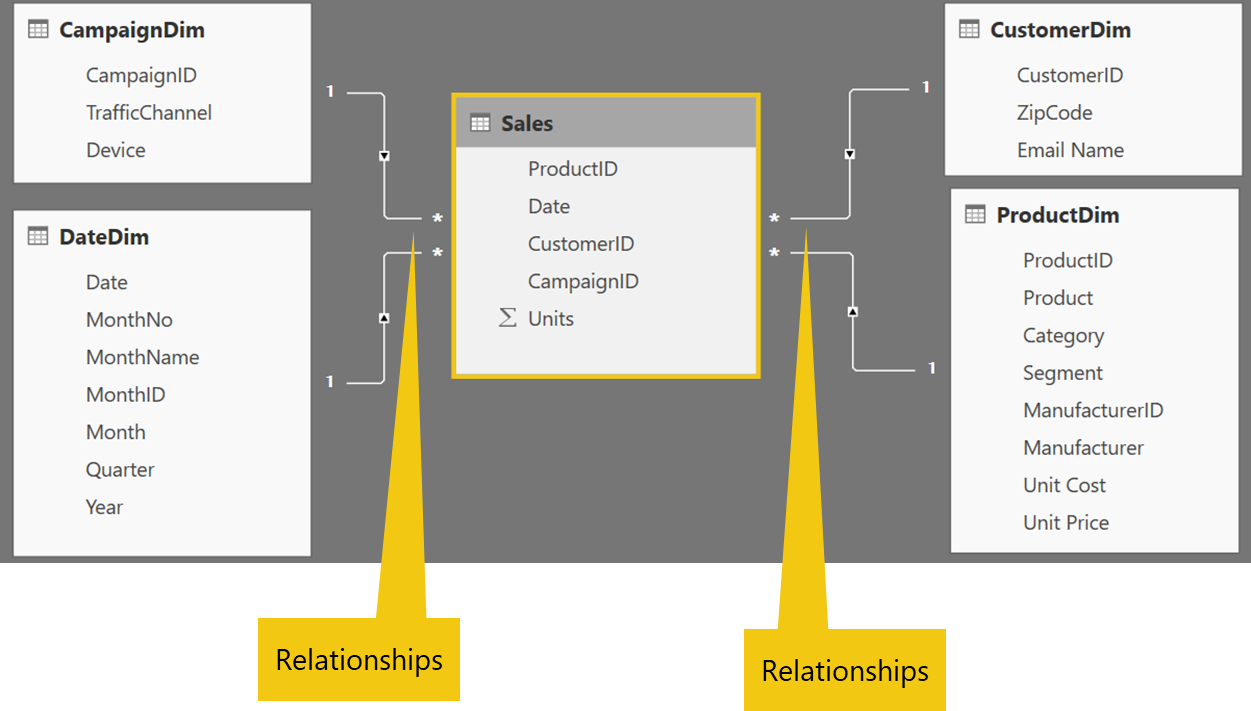 CampaignDim
CampaignID
TrafficChannel
Device
DateDim
Date
MonthNo
MonthName
MonthID
Month
Quarter
Year
1
*
*
1
Sales
ProductID
Date
CustomerID
CampaignID
Σ Units
1
*
*
1
CustomerDim
CustomerID
ZipCode
Email Name
ProductDim
ProductID
Product
Category
Segment
ManufacturerID
Manufacturer
Unit Cost
Unit Price
Relationships
Relationships